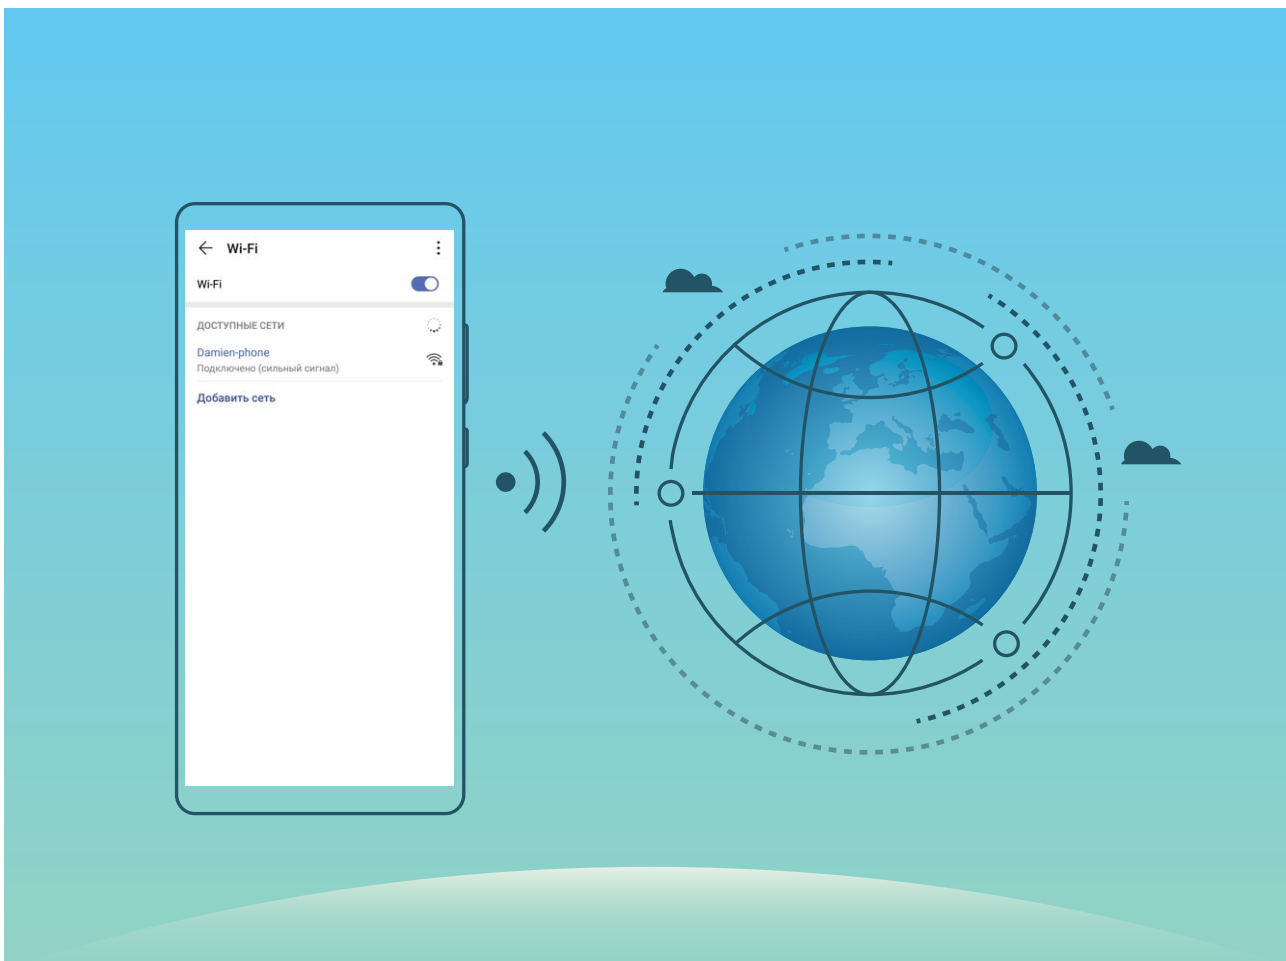 Wi-Fi
Wi-Fi
ДОСТУПНЫЕ СЕТИ
Damien-phone
Подключено (сильный сигнал)
Добавить сеть